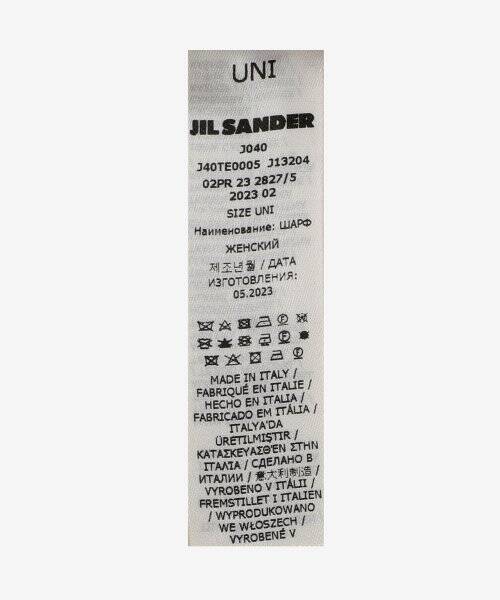 UNI
JIL SANDER
J040
J40TE0005 J13204
02PR 23 2827/5
2023 02
SIZE UNI
Наименование: ШАРФ
ЖЕНСКИЙ
제조년월 / ДАТА
ИЗГОТОВЛЕНИЯ:
05.2023
MADE IN ITALY /
FABRIQUÉ EN ITALIE /
HECHO EN ITALIA /
FABRICADO EM ITÁLIA /
ITALYA'DA
ÜRETILMIŞTIR /
ΚΑΤΑΣΚΕΥΑΣΘΈΝ ΣΤΗΝ
ΙΤΑΛΙΑ / СДЕЛАНО В
ИТАЛИИ / 意大利制造 /
VYROBENO V ITÁLII /
FREMSTILLET I ITALIEN
/ WYPRODUKOWANO
WE WŁOSZECH /
VYROBENÉ V